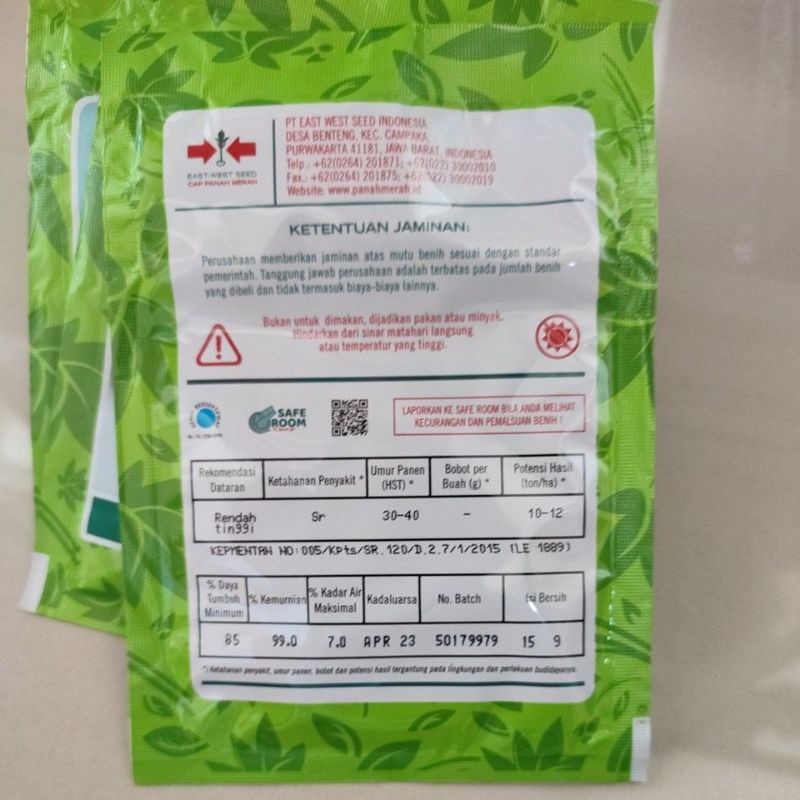 EAST-WEST SEED
CAP PANAH MERAH
PT EAST WEST SEED INDONESIA
DESA BENTENG, KEC. CAMPAKA,
PURWAKARTA 41181, JAWA BARAT, INDONESIA
Telp.: +62(0264) 201871; +62(022) 30002010
Fax.: +62(0264) 201875; +62(022) 30002019
Website: www.panahmerah.id
KETENTUAN JAMINAN:
Perusahaan memberikan jaminan atas mutu benih sesuai dengan standar
pemerintah. Tanggung jawab perusahaan adalah terbatas pada jumlah benih
yang dibeli dan tidak termasuk biaya-biaya lainnya.
Bukan untuk dimakan, dijadikan pakan atau minyak.
Hindarkan dari sinar matahari langsung
atau temperatur yang tinggi.
SAFE
ROOM
LAPORKAN KE SAFE ROOM BILA ANDA MELIHAT
KECURANGAN DAN PEMALSUAN BENIH !
Rekomendasi Dataran Ketahanan Penyakit * Umur Panen (HST) * Bobot per Buah (g) * Potensi Hasil (ton/ha) *
Rendah tinggi Sr 30-40 - 10-12
KEPMENTAN NO:005/Kpts/SR.120/D.2.7/1/2015 (LE 1889)
% Daya Tumbuh Minimum % Kemurnian % Kadar Air Maksimal Kadaluarsa No. Batch Isi Bersih
85 99.0 7.0 APR 23 50179979 15 g
*) Ketahanan penyakit, umur panen, bobot dan potensi hasil tergantung pada lingkungan dan perlakuan budidayanya.